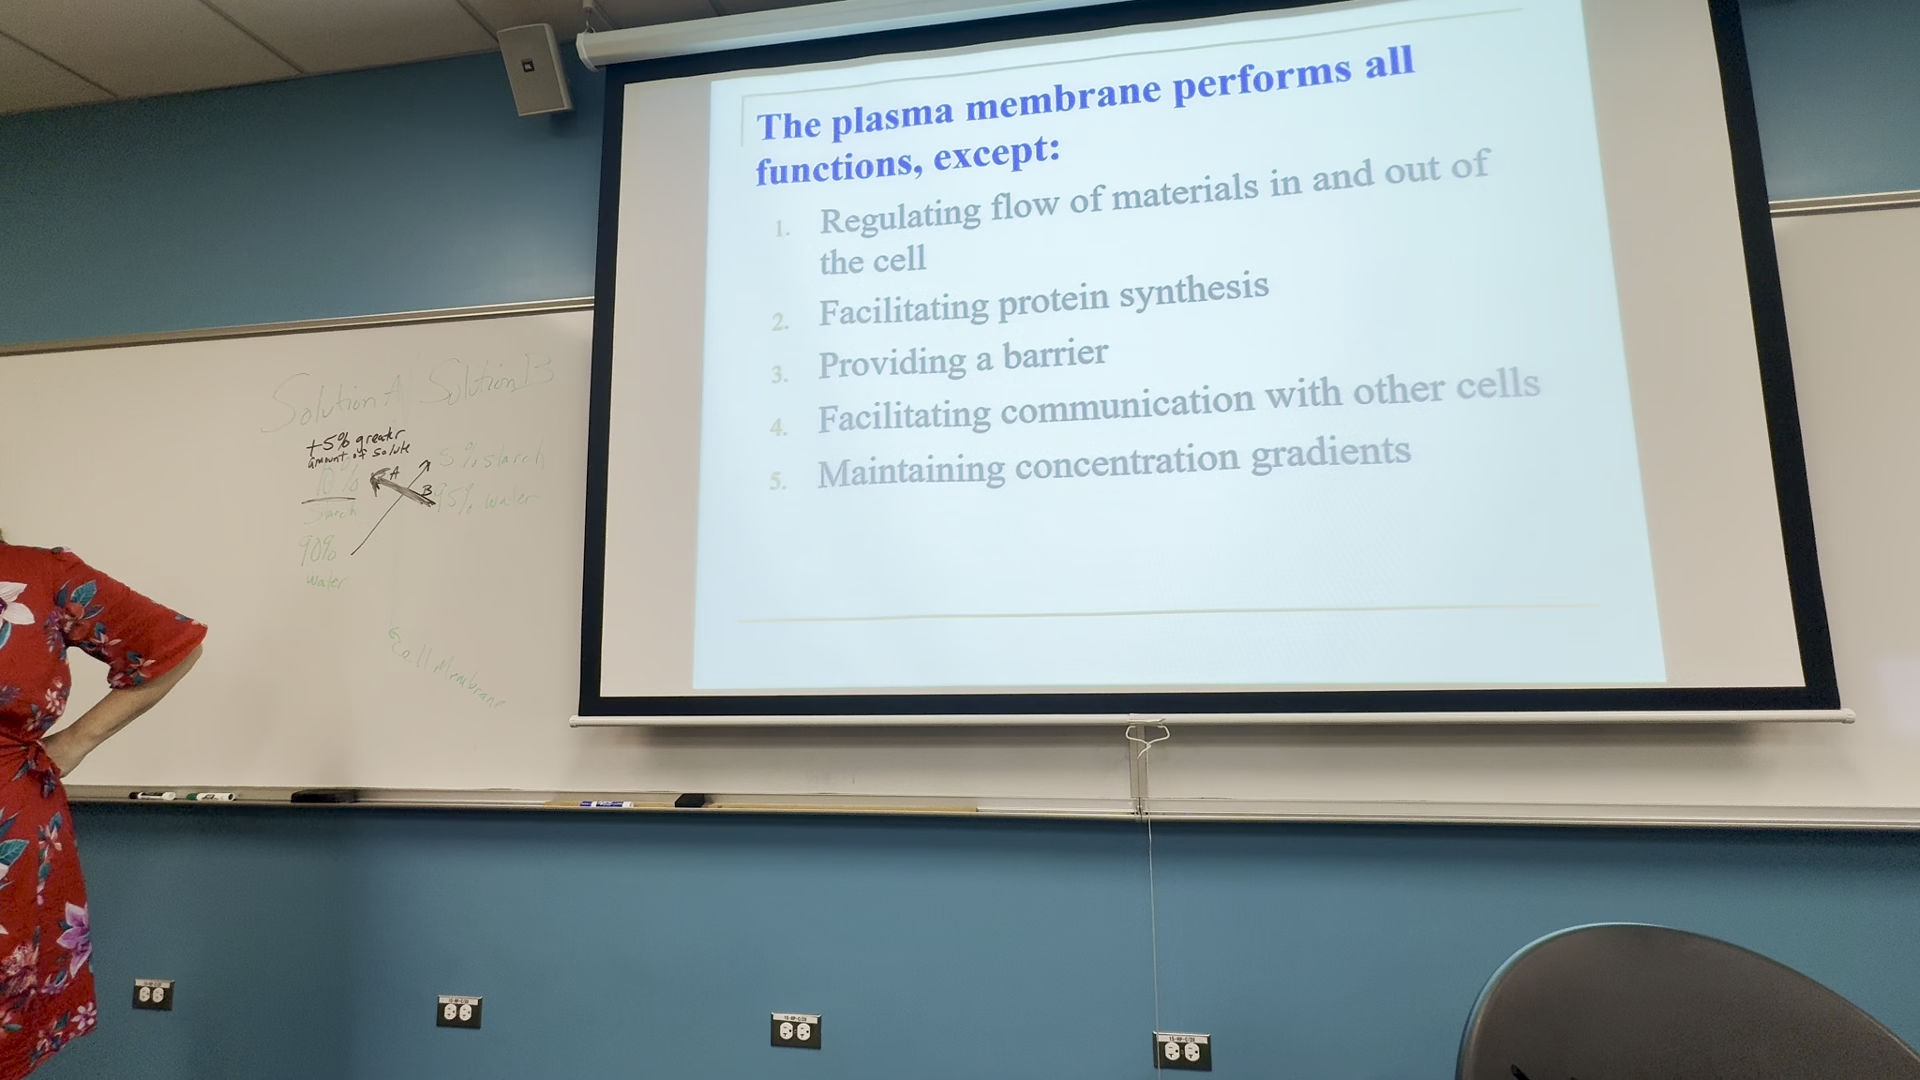 The plasma membrane performs all
functions, except:
1. Regulating flow of materials in and out of
the cell
2. Facilitating protein synthesis
3. Providing a barrier
4. Facilitating communication with other cells
5. Maintaining concentration gradients
Solution A Solution B
+5% greater
amount of solute
10%
Starch
90%
water
A
B
5% starch
95% water
Cell Membrane